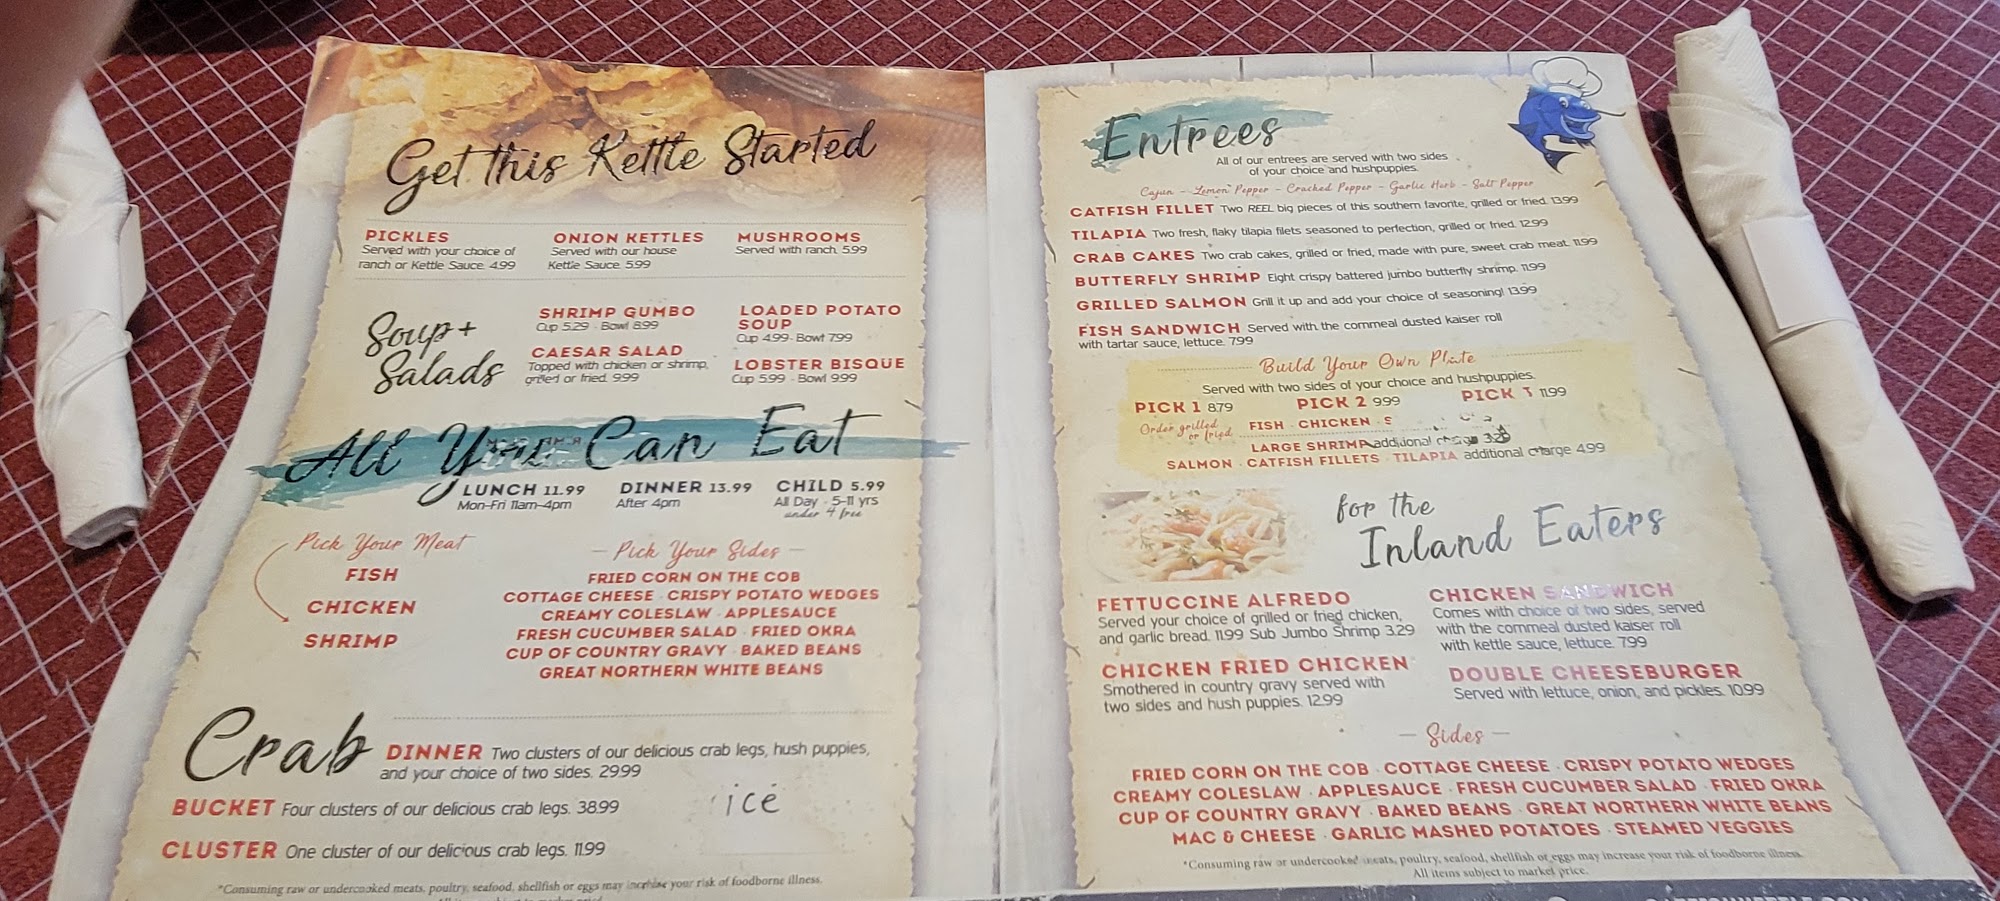 Get this Kettle Started
PICKLES
Served with your choice of
ranch or Kettle Sauce. 4.99
ONION KETTLES
Served with our house
Kettle Sauce 5.99
MUSHROOMS
Served with ranch. 5.99
Soup +
Salads
SHRIMP GUMBO
Cup 5.29 · Bowl 8.99
CAESAR SALAD
Topped with chicken or shrimp,
grilled or fried. 9.99
LOADED POTATO
SOUP
Cup 4.99 · Bowl 7.99
LOBSTER BISQUE
Cup 5.99 · Bowl 9.99
All You Can Eat
LUNCH 11.99
Mon-Fri 11am-4pm
DINNER 13.99
After 4pm
CHILD 5.99
All Day · 5-11 yrs
under 4 free
Pick Your Meat
FISH
CHICKEN
SHRIMP
— Pick Your Sides —
FRIED CORN ON THE COB
COTTAGE CHEESE · CRISPY POTATO WEDGES
CREAMY COLESLAW · APPLESAUCE
FRESH CUCUMBER SALAD · FRIED OKRA
CUP OF COUNTRY GRAVY · BAKED BEANS
GREAT NORTHERN WHITE BEANS
Crab
DINNER Two clusters of our delicious crab legs, hush puppies,
and your choice of two sides. 29.99
BUCKET Four clusters of our delicious crab legs. 38.99
CLUSTER One cluster of our delicious crab legs. 11.99
ice
*Consuming raw or undercooked meats, poultry, seafood, shellfish or eggs may increase your risk of foodborne illness.
Entrees
All of our entrees are served with two sides
of your choice and hushpuppies.
Cajun - Lemon Pepper - Cracked Pepper - Garlic Herb - Salt Pepper
CATFISH FILLET Two REEL big pieces of this southern favorite, grilled or fried. 13.99
TILAPIA Two fresh, flaky tilapia filets seasoned to perfection, grilled or fried. 12.99
CRAB CAKES Two crab cakes, grilled or fried, made with pure, sweet crab meat. 11.99
BUTTERFLY SHRIMP Eight crispy battered jumbo butterfly shrimp. 11.99
GRILLED SALMON Grill it up and add your choice of seasoning! 13.99
FISH SANDWICH Served with the cornmeal dusted kaiser roll
with tartar sauce, lettuce. 7.99
Build Your Own Plate
Served with two sides of your choice and hushpuppies.
PICK 1 8.79
PICK 2 9.99
PICK 3 11.99
Order grilled
or fried
FISH · CHICKEN · S
LARGE SHRIMP additional charge 3.29
SALMON · CATFISH FILLETS · TILAPIA additional charge 4.99
for the
Inland Eaters
FETTUCCINE ALFREDO
Served your choice of grilled or fried chicken,
and garlic bread. 11.99 Sub Jumbo Shrimp 3.29
CHICKEN FRIED CHICKEN
Smothered in country gravy served with
two sides and hush puppies. 12.99
CHICKEN SANDWICH
Comes with choice of two sides, served
with the cornmeal dusted kaiser roll
with kettle sauce, lettuce. 7.99
DOUBLE CHEESEBURGER
Served with lettuce, onion, and pickles. 10.99
— Sides —
FRIED CORN ON THE COB · COTTAGE CHEESE · CRISPY POTATO WEDGES
CREAMY COLESLAW · APPLESAUCE · FRESH CUCUMBER SALAD · FRIED OKRA
CUP OF COUNTRY GRAVY · BAKED BEANS · GREAT NORTHERN WHITE BEANS
MAC & CHEESE · GARLIC MASHED POTATOES · STEAMED VEGGIES
*Consuming raw or undercooked meats, poultry, seafood, shellfish or eggs may increase your risk of foodborne illness.
All items subject to market price.